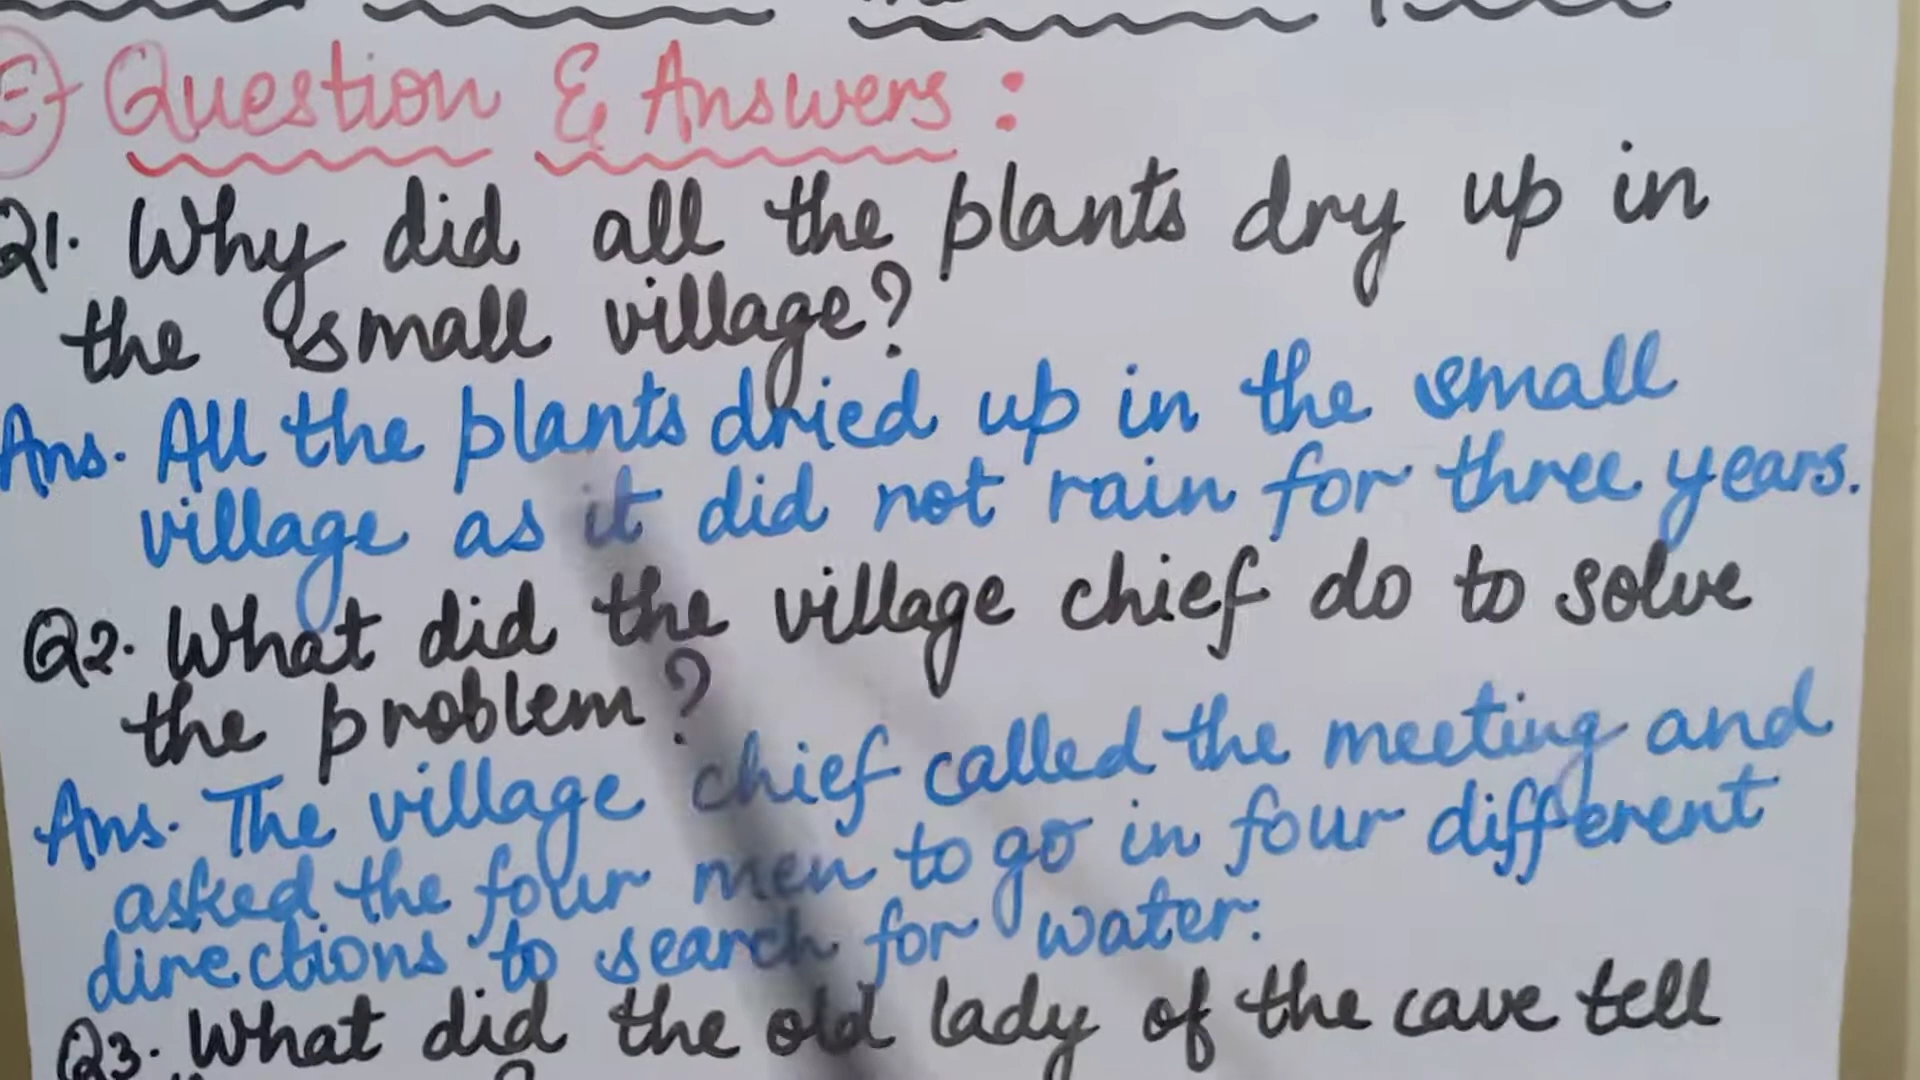 E) Question & Answers :
Q1. Why did all the plants dry up in
the small village?
Ans. All the plants dried up in the small
village as it did not rain for three years.
Q2. What did the village chief do to solve
the problem?
Ans. The village chief called the meeting and
asked the four men to go in four different
directions to search for water.
Q3. What did the old lady of the cave tell